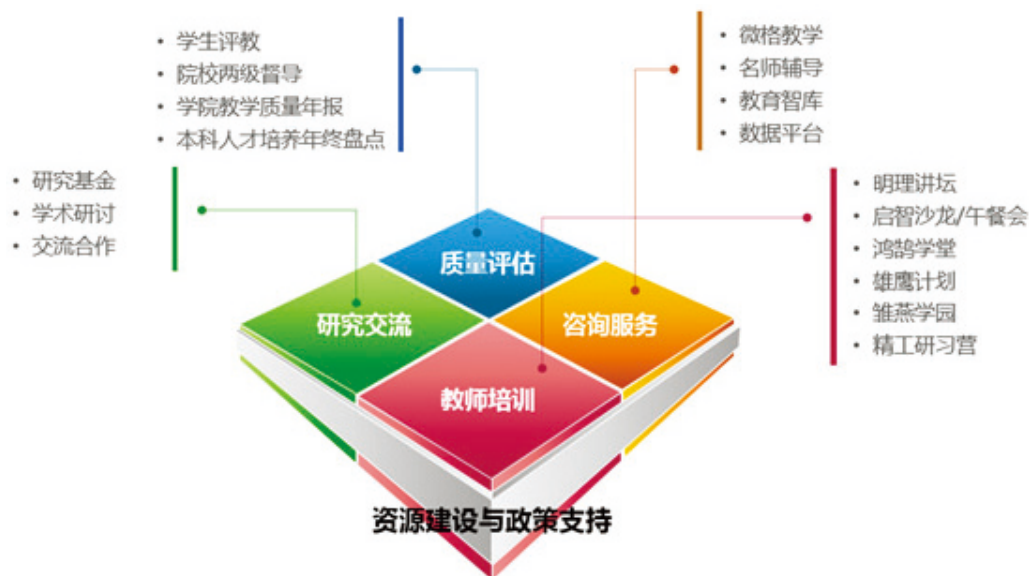 学生评教
院校两级督导
学院教学质量年报
本科人才培养年终盘点
微格教学
名师辅导
教育智库
数据平台
研究基金
学术研讨
交流合作
明理讲坛
启智沙龙/午餐会
鸿鹄学堂
雄鹰计划
雏燕学园
精工研习营
质量评估
研究交流
咨询服务
教师培训
资源建设与政策支持